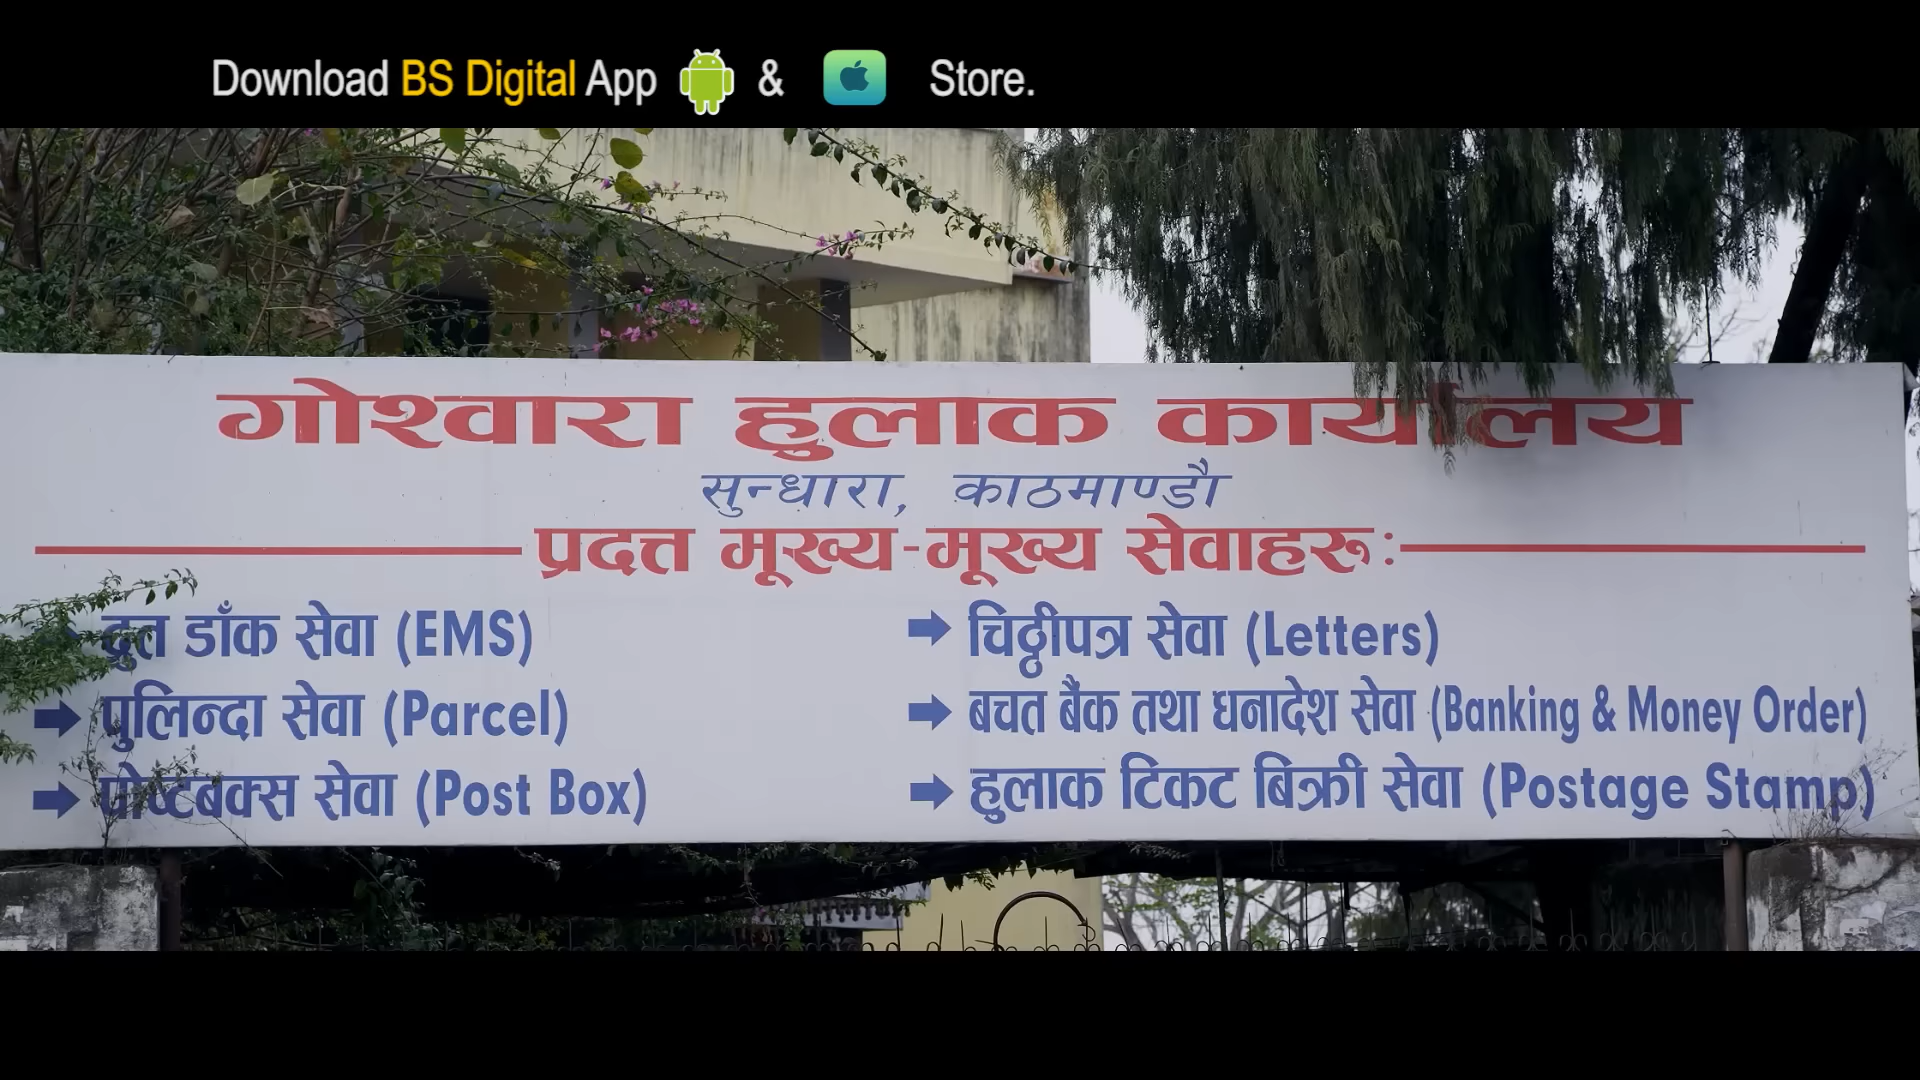 Download BS Digital App & Store.
गोश्वारा हुलाक कार्यालय
सुन्धारा, काठमाण्डौ
प्रदत्त मूख्य-मूख्य सेवाहरू :
द्रुत डाँक सेवा (EMS)
पुलिन्दा सेवा (Parcel)
पोष्टबक्स सेवा (Post Box)
चिठ्ठीपत्र सेवा (Letters)
बचत बैंक तथा धनादेश सेवा (Banking & Money Order)
हुलाक टिकट बिक्री सेवा (Postage Stamp)